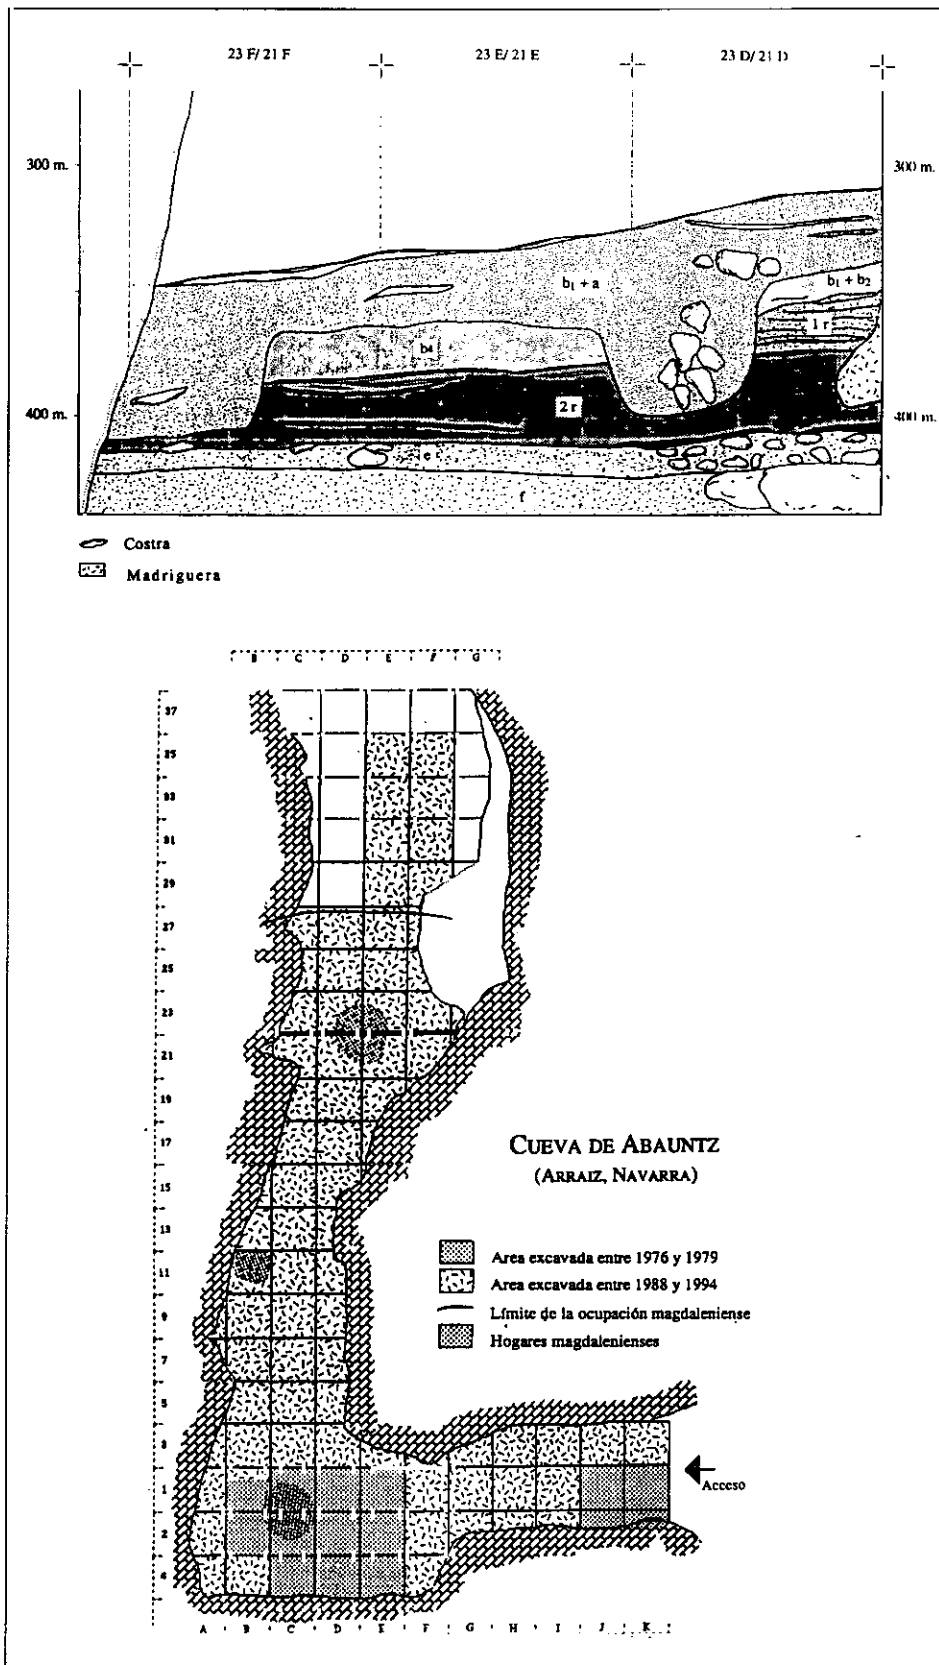 23 F/ 21 F 23 E/ 21 E 23 D/ 21 D
300 m. 300 m.
b1 + a
b1 + b2
1 r
b4
2 r
400 m. 400 m.
e r
f
Costra
Madriguera
B C D E F G
37
35
33
31
29
27
25
23
21
19
17
15
13
11
9
7
5
3
1
2
4
CUEVA DE ABAUNTZ
(ARRAIZ, NAVARRA)
Area excavada entre 1976 y 1979
Area excavada entre 1988 y 1994
Límite de la ocupación magdaleniense
Hogares magdalenienses
Acceso
A B C D E F G H I J K